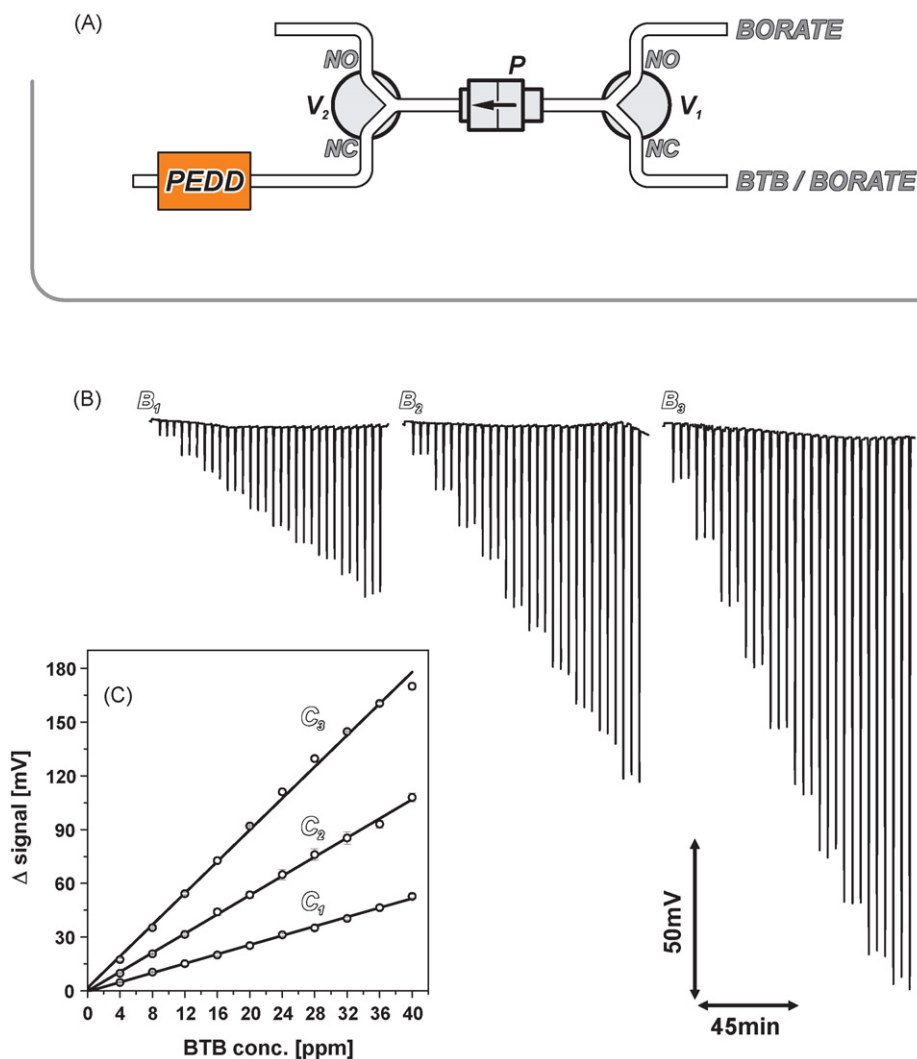 (A)
BORATE
NO
P
NO
V2
V1
NC
NC
PEDD
BTB / BORATE
(B)
B1
B2
B3
180
(C)
150
C3
120
Δ signal [mV]
90
C2
60
C1
30
0
0 4 8 12 16 20 24 28 32 36 40
BTB conc. [ppm]
50mV
45min